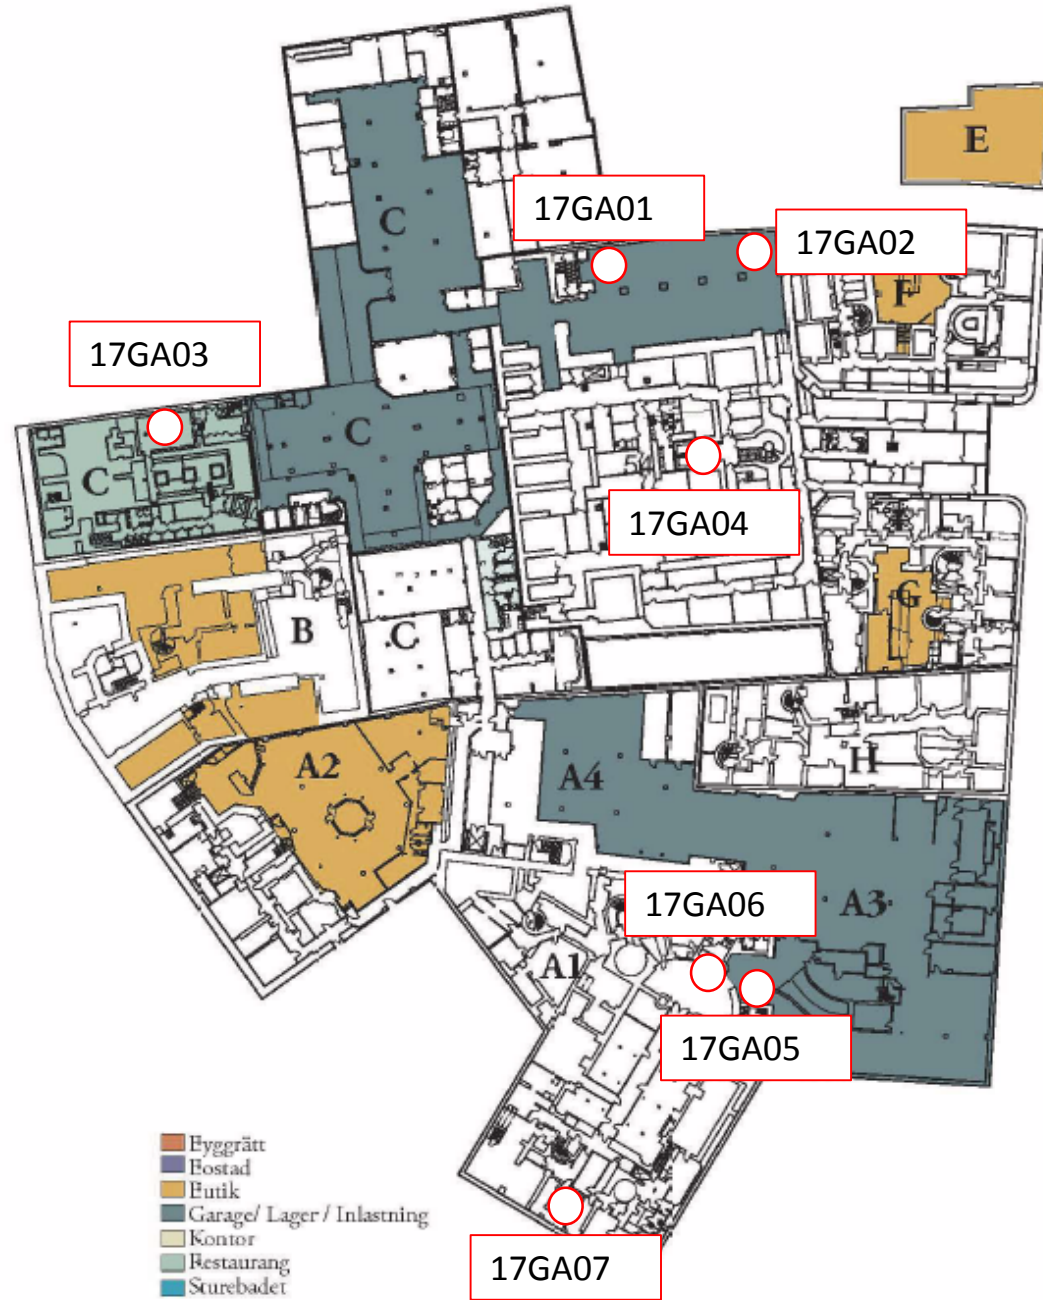 E
C
17GA01
17GA02
F
D
17GA03
C
C
17GA04
G
B
C
A2
A4
H
17GA06
A3
A1
17GA05
Byggrätt
Bostad
Butik
Garage/ Lager / Inlastning
Kontor
Restaurang
Sturebadet
17GA07